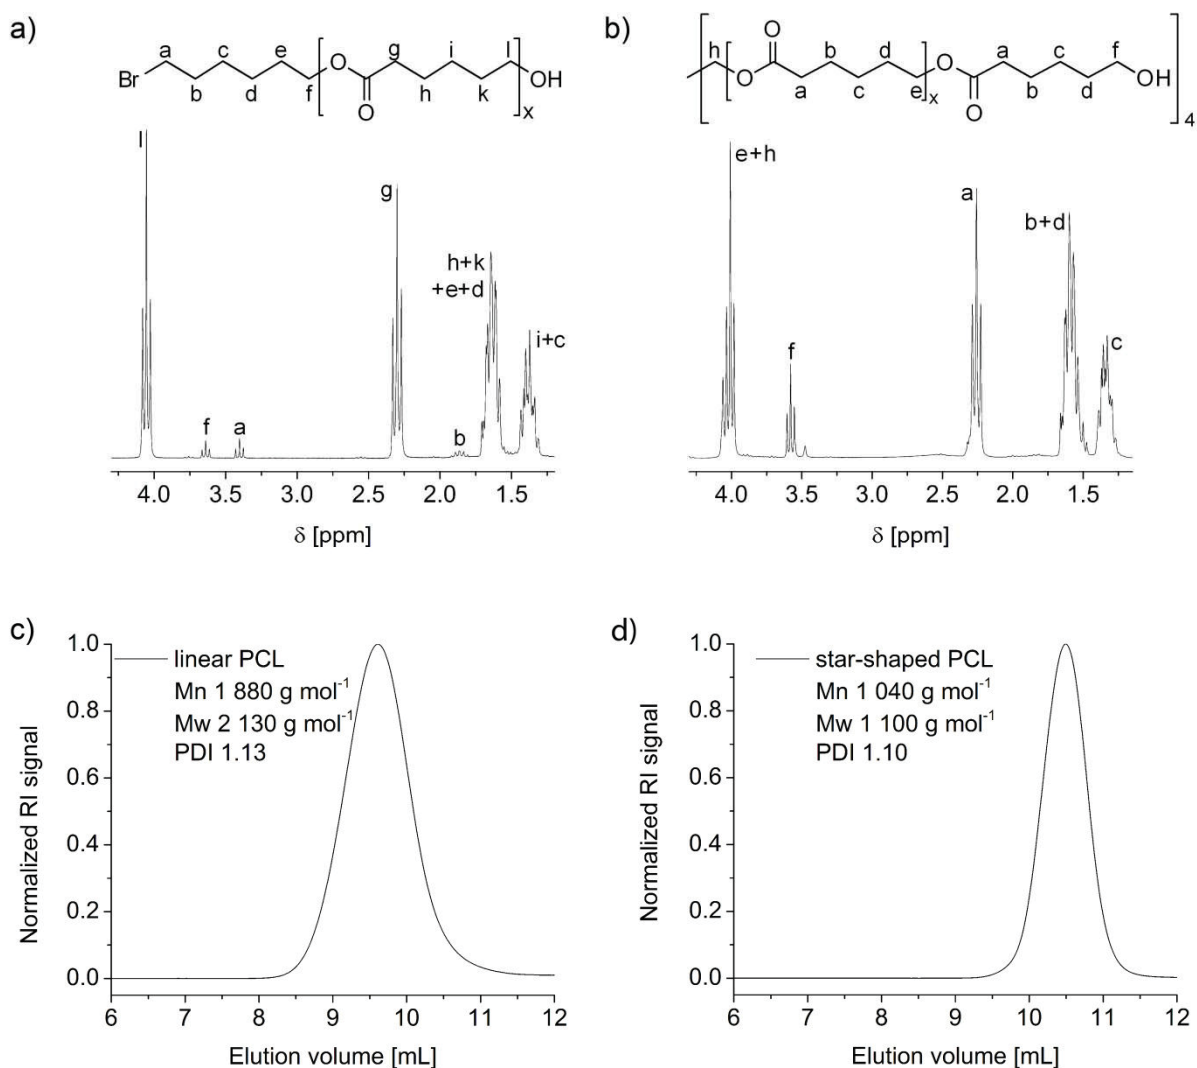 a)
a c e g i l
Br O OH
b d f O h k x
l
g
h+k
+e+d
i+c
f a b
4.0 3.5 3.0 2.5 2.0 1.5
δ [ppm]
b)
h O b d O a c f
O O OH
a c e x O b d 4
e+h
a
b+d
f
c
4.0 3.5 3.0 2.5 2.0 1.5
δ [ppm]
c)
linear PCL
Mn 1 880 g mol-1
Mw 2 130 g mol-1
PDI 1.13
1.0
0.8
0.6
0.4
0.2
0.0
Normalized RI signal
6 7 8 9 10 11 12
Elution volume [mL]
d)
star-shaped PCL
Mn 1 040 g mol-1
Mw 1 100 g mol-1
PDI 1.10
1.0
0.8
0.6
0.4
0.2
0.0
Normalized RI signal
6 7 8 9 10 11 12
Elution volume [mL]